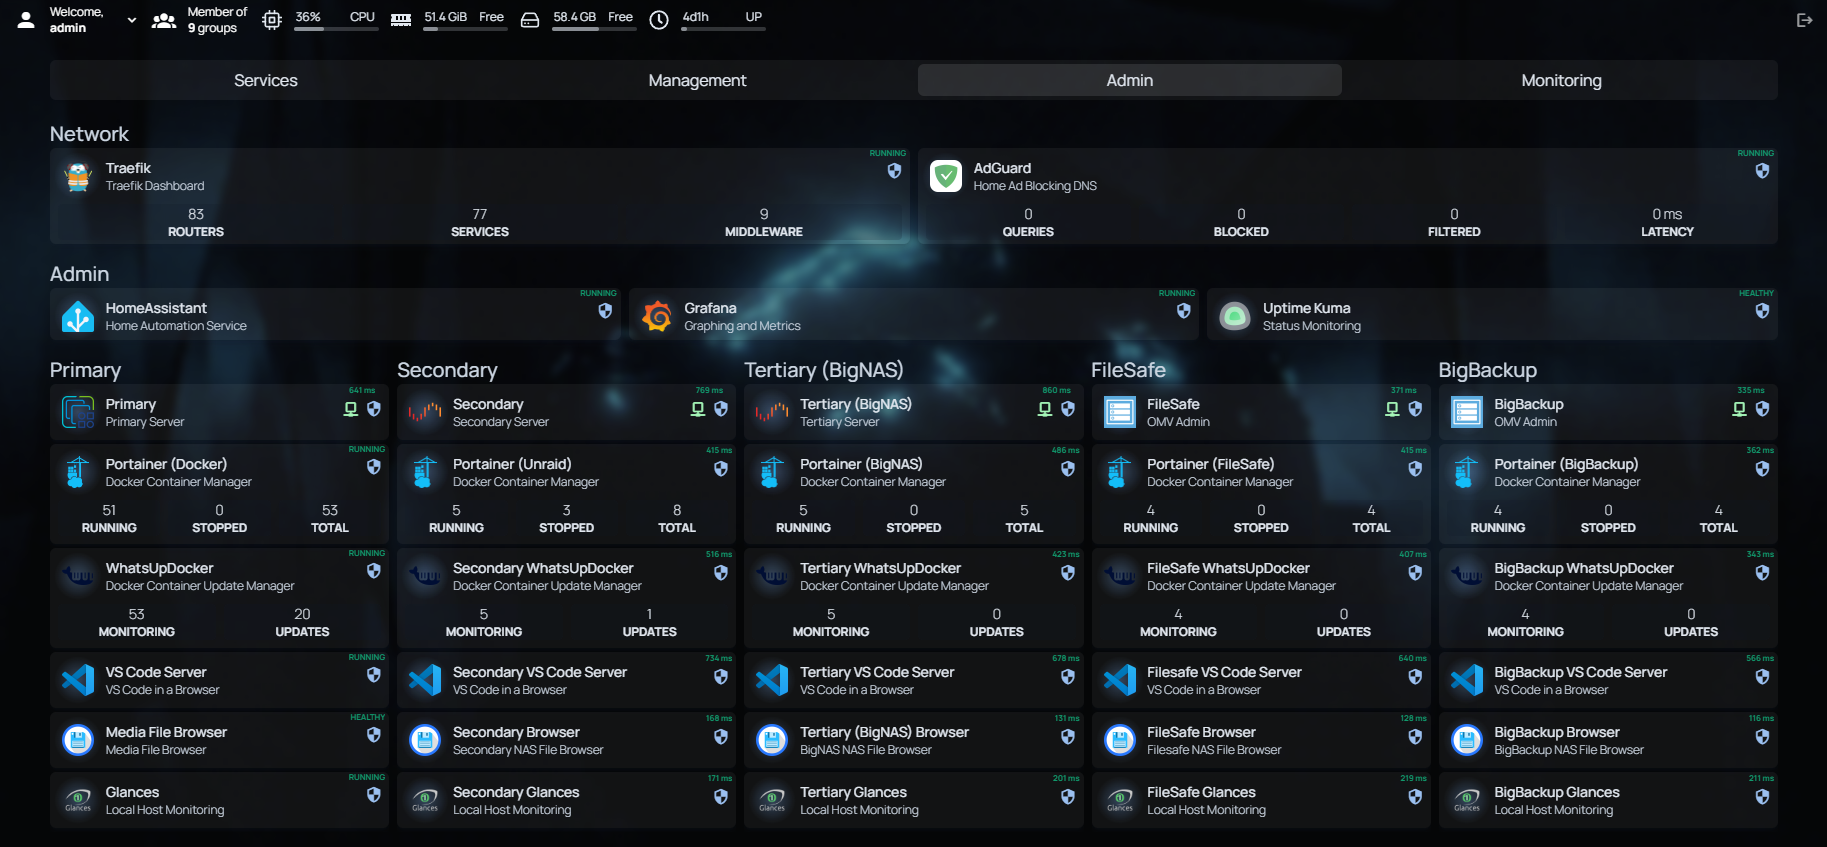 Welcome,
admin
Member of
9 groups
36% CPU
51.4 GiB Free
58.4 GB Free
4d1h UP
Services Management Admin Monitoring
Network
RUNNING
Traefik
Traefik Dashboard
83 77 9
ROUTERS SERVICES MIDDLEWARE
RUNNING
AdGuard
Home Ad Blocking DNS
0 0 0 0 ms
QUERIES BLOCKED FILTERED LATENCY
Admin
RUNNING
HomeAssistant
Home Automation Service
RUNNING
Grafana
Graphing and Metrics
HEALTHY
Uptime Kuma
Status Monitoring
Primary
641 ms
Primary
Primary Server
RUNNING
Portainer (Docker)
Docker Container Manager
51 0 53
RUNNING STOPPED TOTAL
RUNNING
WhatsUpDocker
Docker Container Update Manager
53 20
MONITORING UPDATES
RUNNING
VS Code Server
VS Code in a Browser
HEALTHY
Media File Browser
Media File Browser
RUNNING
Glances
Glances
Local Host Monitoring
Secondary
769 ms
Secondary
Secondary Server
415 ms
Portainer (Unraid)
Docker Container Manager
5 3 8
RUNNING STOPPED TOTAL
516 ms
Secondary WhatsUpDocker
Docker Container Update Manager
5 1
MONITORING UPDATES
734 ms
Secondary VS Code Server
VS Code in a Browser
168 ms
Secondary Browser
Secondary NAS File Browser
171 ms
Glances
Secondary Glances
Local Host Monitoring
Tertiary (BigNAS)
860 ms
Tertiary (BigNAS)
Tertiary Server
486 ms
Portainer (BigNAS)
Docker Container Manager
5 0 5
RUNNING STOPPED TOTAL
423 ms
Tertiary WhatsUpDocker
Docker Container Update Manager
5 0
MONITORING UPDATES
678 ms
Tertiary VS Code Server
VS Code in a Browser
131 ms
Tertiary (BigNAS) Browser
BigNAS NAS File Browser
201 ms
Glances
Tertiary Glances
Local Host Monitoring
FileSafe
371 ms
FileSafe
OMV Admin
415 ms
Portainer (FileSafe)
Docker Container Manager
4 0 4
RUNNING STOPPED TOTAL
407 ms
FileSafe WhatsUpDocker
Docker Container Update Manager
4 0
MONITORING UPDATES
640 ms
Filesafe VS Code Server
VS Code in a Browser
128 ms
FileSafe Browser
Filesafe NAS File Browser
219 ms
Glances
FileSafe Glances
Local Host Monitoring
BigBackup
335 ms
BigBackup
OMV Admin
362 ms
Portainer (BigBackup)
Docker Container Manager
4 0 4
RUNNING STOPPED TOTAL
343 ms
BigBackup WhatsUpDocker
Docker Container Update Manager
4 0
MONITORING UPDATES
566 ms
BigBackup VS Code Server
VS Code in a Browser
116 ms
BigBackup Browser
BigBackup NAS File Browser
211 ms
Glances
BigBackup Glances
Local Host Monitoring